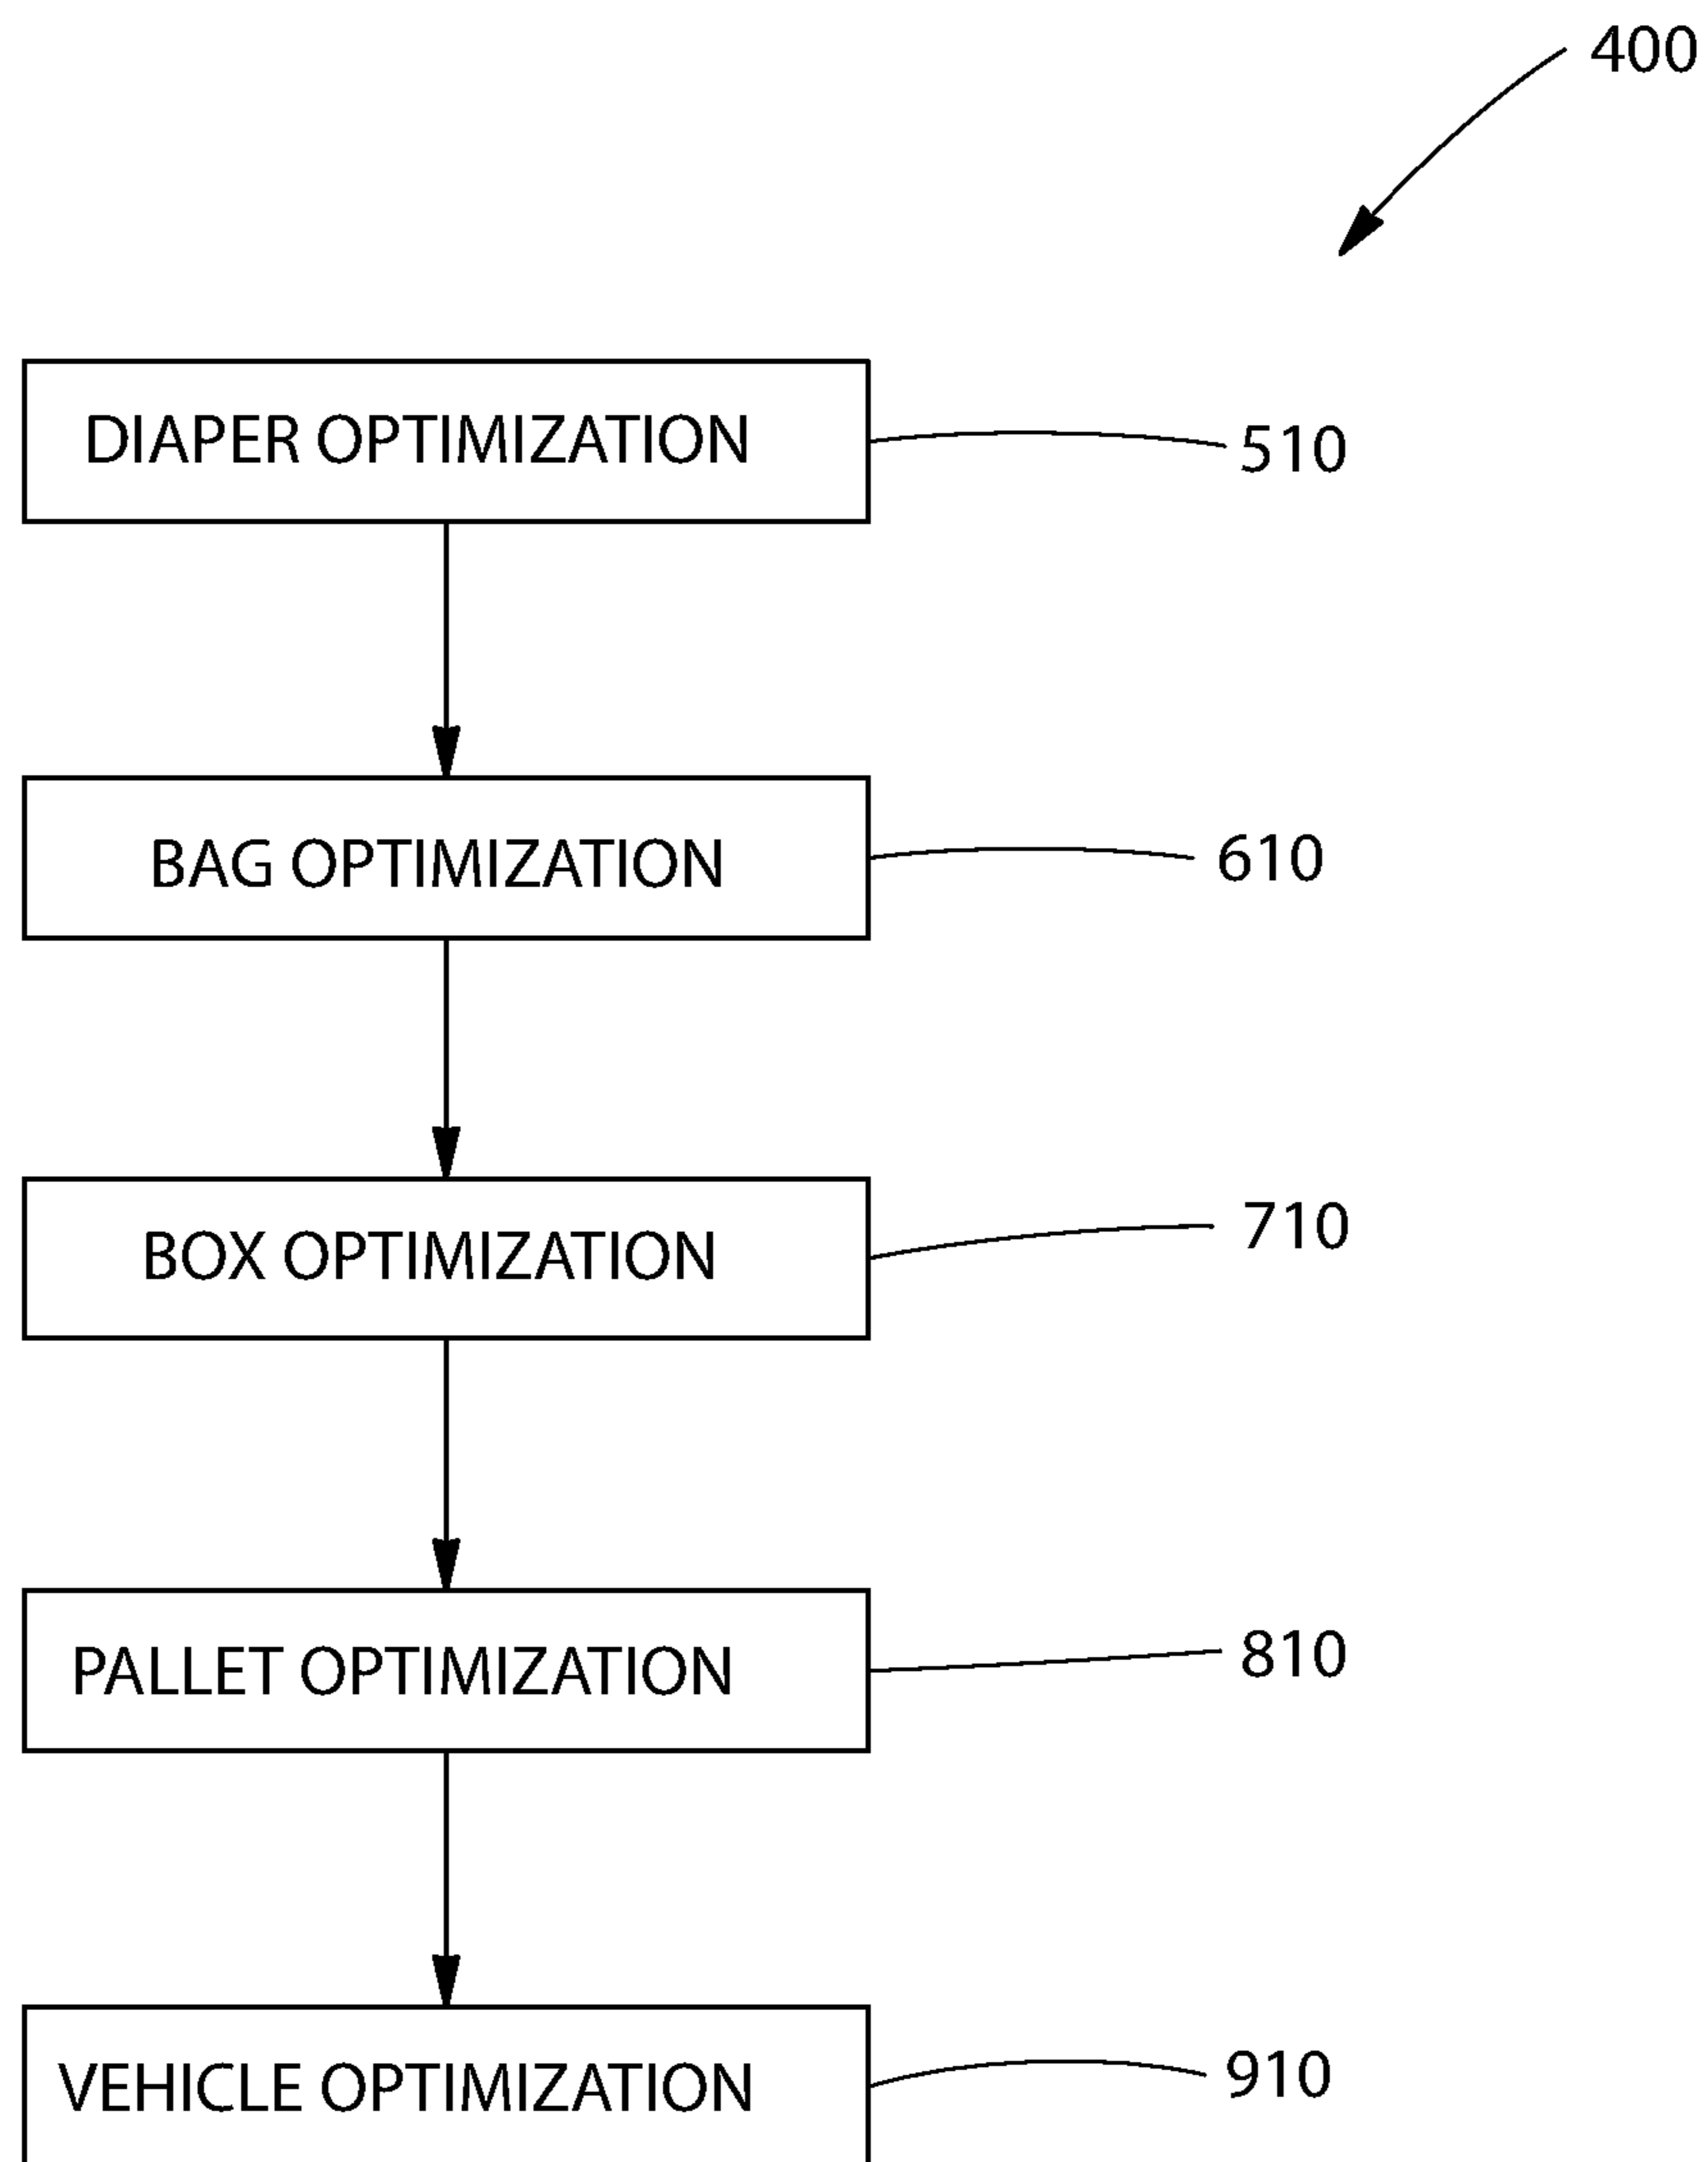 400
DIAPER OPTIMIZATION
510
BAG OPTIMIZATION
610
BOX OPTIMIZATION
710
PALLET OPTIMIZATION
810
VEHICLE OPTIMIZATION
910